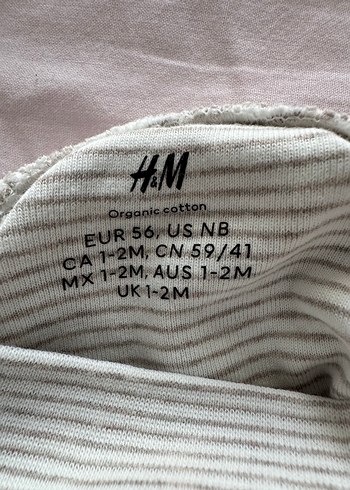 H&M
Organic cotton
EUR 56, US NB
CA 1-2M, CN 59/41
MX 1-2M, AUS 1-2M
UK 1-2M